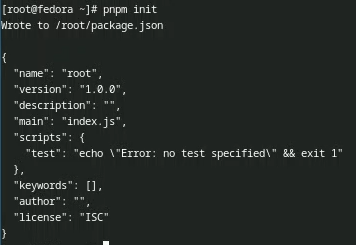 [root@fedora ~]# pnpm init
Wrote to /root/package.json

{
  "name": "root",
  "version": "1.0.0",
  "description": "",
  "main": "index.js",
  "scripts": {
    "test": "echo \"Error: no test specified\" && exit 1"
  },
  "keywords": [],
  "author": "",
  "license": "ISC"
}